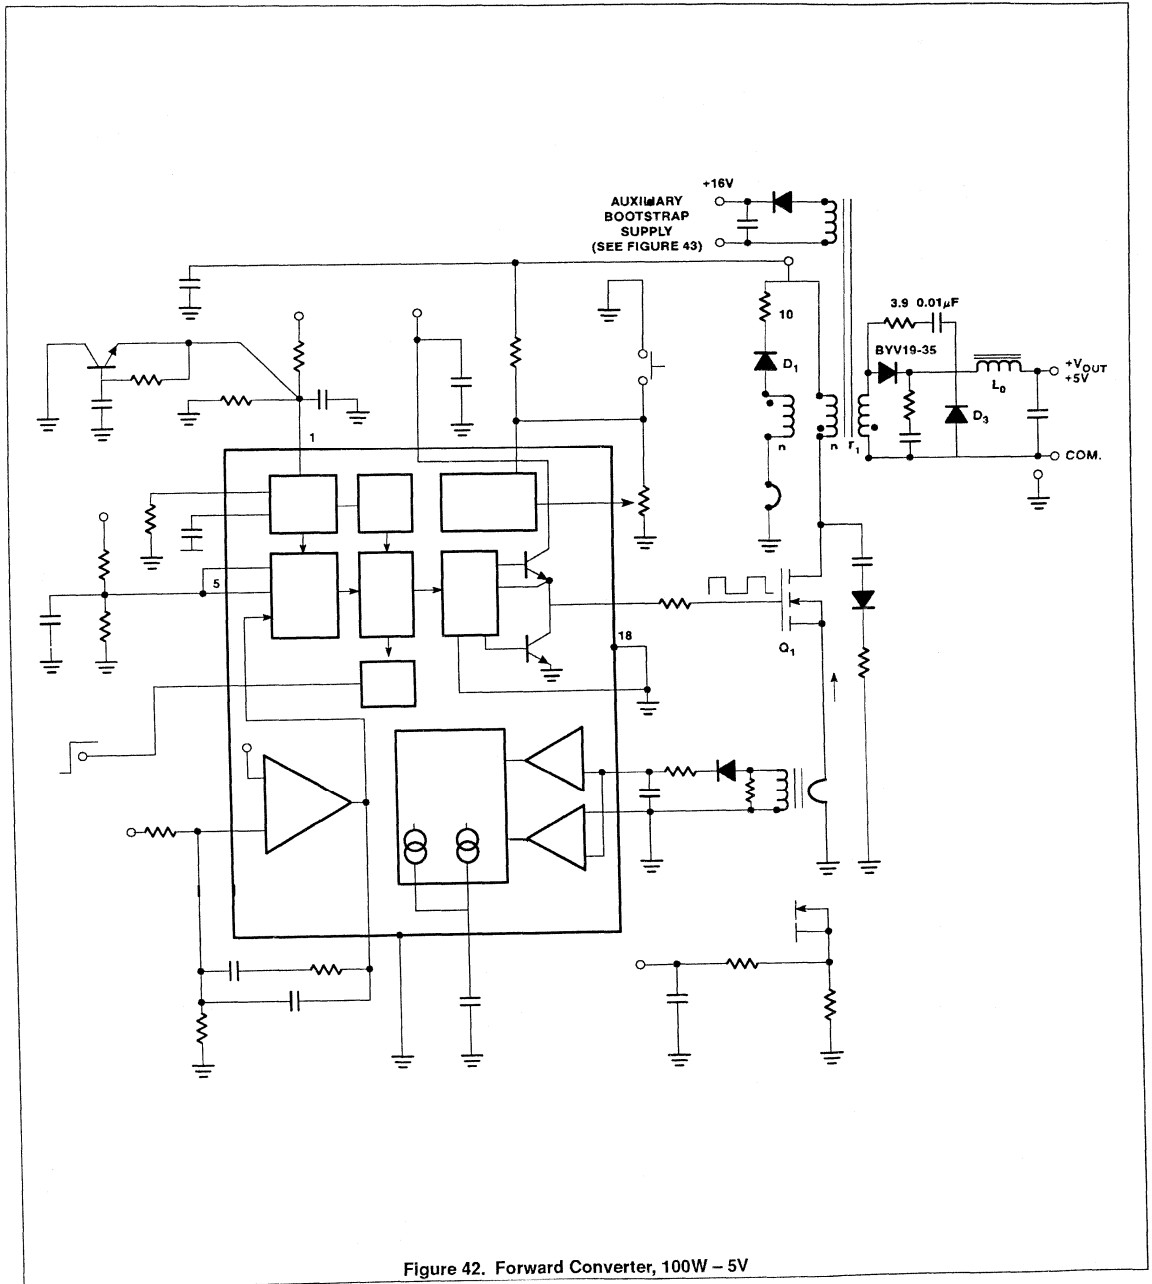 +16V
AUXILIARY
BOOTSTRAP
SUPPLY
(SEE FIGURE 43)
10
3.9 0.01µF
BYV19-35
D1
+VOUT
+5V
L0
D3
n
n
r1
COM.
1
5
18
Q1
Figure 42. Forward Converter, 100W – 5V